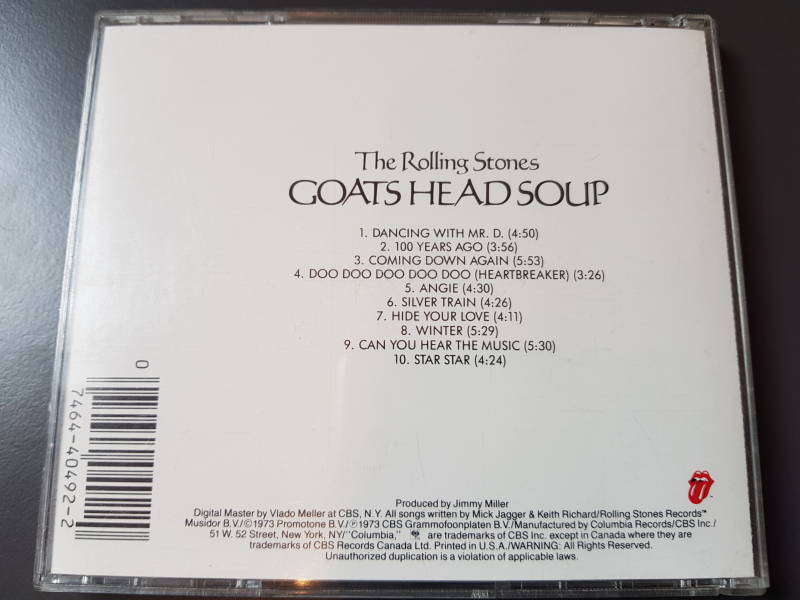 The Rolling Stones
GOATS HEAD SOUP
1. DANCING WITH MR. D. (4:50)
2. 100 YEARS AGO (3:56)
3. COMING DOWN AGAIN (5:53)
4. DOO DOO DOO DOO DOO (HEARTBREAKER) (3:26)
5. ANGIE (4:30)
6. SILVER TRAIN (4:26)
7. HIDE YOUR LOVE (4:11)
8. WINTER (5:29)
9. CAN YOU HEAR THE MUSIC (5:30)
10. STAR STAR (4:24)
0
7464-40492-2
Produced by Jimmy Miller
Digital Master by Vlado Meller at CBS, N.Y. All songs written by Mick Jagger & Keith Richard/Rolling Stones Records™
Musidor B.V./©1973 Promotone B.V./℗1973 CBS Grammofoonplaten B.V./Manufactured by Columbia Records/CBS Inc./
51 W. 52 Street, New York, NY/"Columbia," are trademarks of CBS Inc. except in Canada where they are
trademarks of CBS Records Canada Ltd. Printed in U.S.A./WARNING: All Rights Reserved.
Unauthorized duplication is a violation of applicable laws.